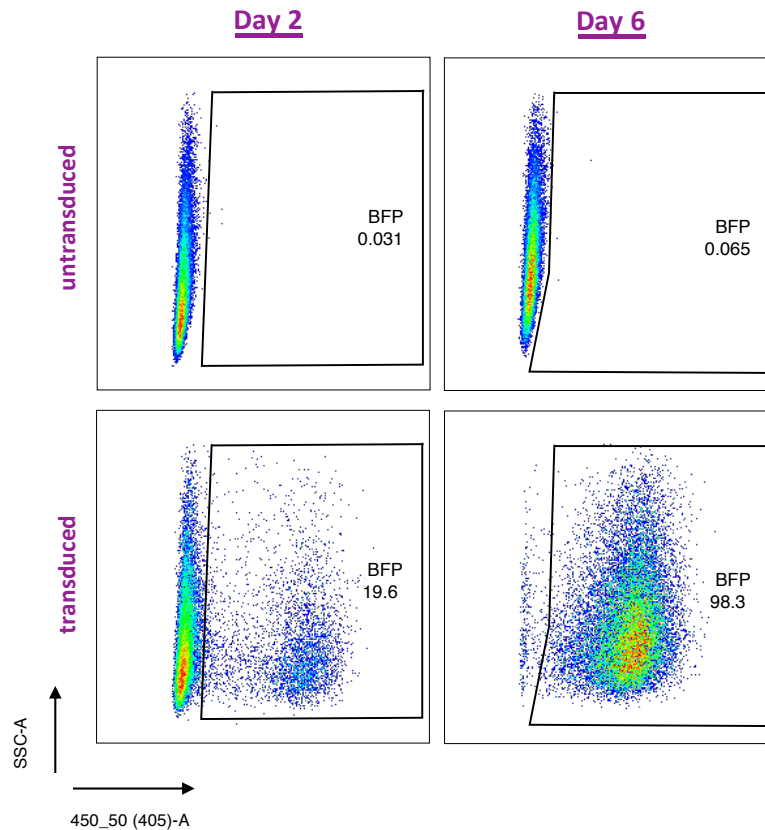 Day 2
Day 6
untransduced
BFP
0.031
BFP
0.065
transduced
BFP
19.6
BFP
98.3
SSC-A
450_50 (405)-A